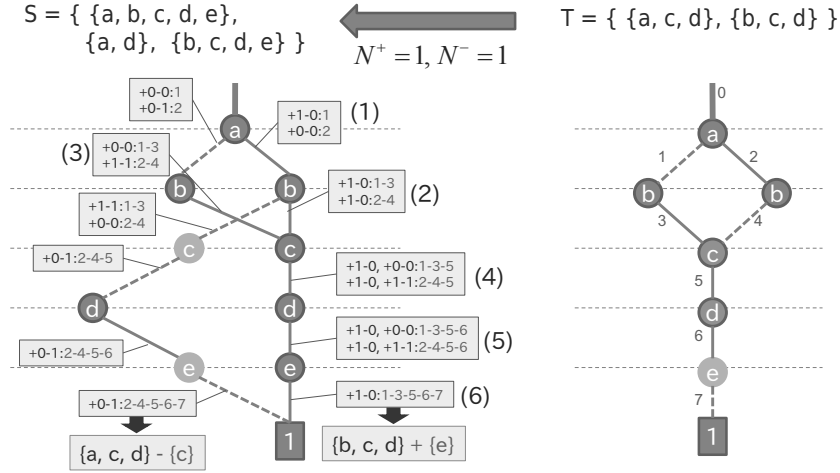 S = { {a, b, c, d, e},
{a, d}, {b, c, d, e} }
N⁺ = 1, N⁻ = 1
T = { {a, c, d}, {b, c, d} }
+0-0:1
+0-1:2
+1-0:1
+0-0:2
(1)
0
a
a
(3)
+0-0:1-3
+1-1:2-4
1
2
b
b
+1-0:1-3
+1-0:2-4
(2)
b
b
+1-1:1-3
+0-0:2-4
3
4
+0-1:2-4-5
c
c
c
+1-0, +0-0:1-3-5
+1-0, +1-1:2-4-5
(4)
5
d
d
d
+0-1:2-4-5-6
+1-0, +0-0:1-3-5-6
+1-0, +1-1:2-4-5-6
(5)
6
e
e
e
+0-1:2-4-5-6-7
+1-0:1-3-5-6-7
(6)
7
1
1
{a, c, d} - {c}
{b, c, d} + {e}